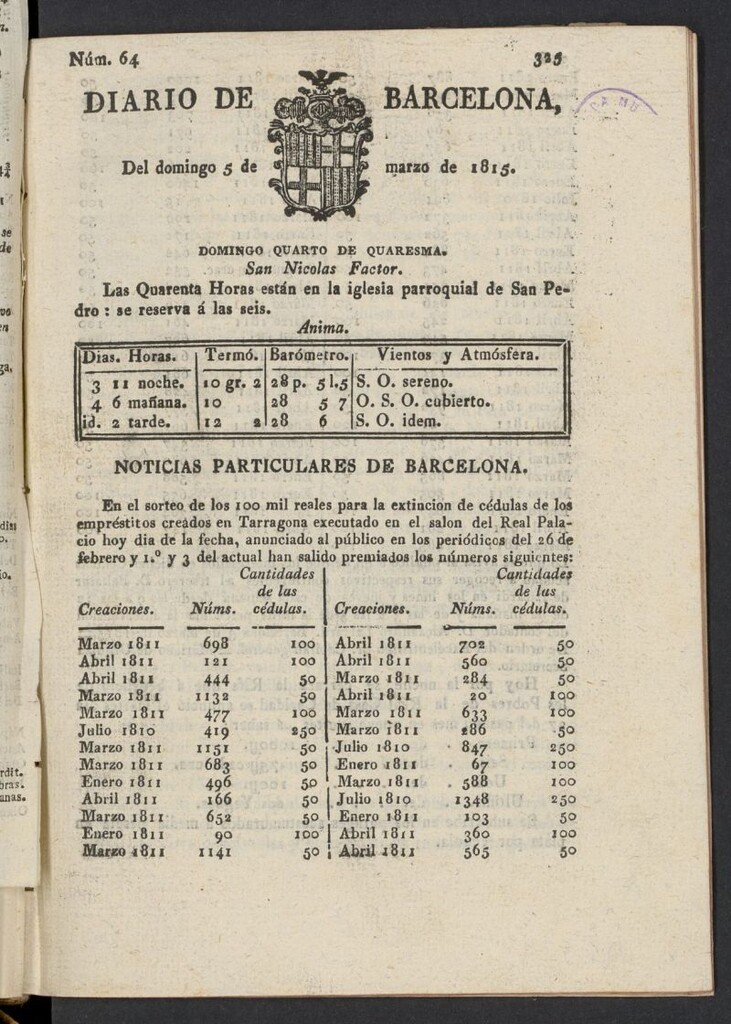 Núm. 64 325
DIARIO DE BARCELONA,
Del domingo 5 de marzo de 1815.
DOMINGO QUARTO DE QUARESMA.
San Nicolas Factor.
Las Quarenta Horas están en la iglesia parroquial de San Pe-
dro : se reserva á las seis.
Anima.
Dias. Horas. Termó. Barómetro. Vientos y Atmósfera.
3 11 noche. 10 gr. 2 28 p. 5 l. 5 S. O. sereno.
4 6 mañana. 10 28 5 7 O. S. O. cubierto.
id. 2 tarde. 12 2 28 6 S. O. idem.
NOTICIAS PARTICULARES DE BARCELONA.
En el sorteo de los 100 mil reales para la extincion de cédulas de los
empréstitos creados en Tarragona executado en el salon del Real Pala-
cio hoy dia de la fecha, anunciado al público en los periódicos del 26 de
febrero y 1.º y 3 del actual han salido premiados los números siguientes:
Cantidades Cantidades
de las de las
Creaciones. Núms. cédulas. Creaciones. Núms. cédulas.
Marzo 1811 698 100 Abril 1811 702 50
Abril 1811 121 100 Abril 1811 560 50
Abril 1811 444 50 Marzo 1811 284 50
Marzo 1811 1132 50 Abril 1811 20 100
Marzo 1811 477 100 Marzo 1811 633 100
Julio 1810 419 250 Marzo 1811 286 50
Marzo 1811 1151 50 Julio 1810 847 250
Marzo 1811 683 50 Enero 1811 67 100
Enero 1811 496 50 Marzo 1811 588 100
Abril 1811 166 50 Julio 1810 1348 250
Marzo 1811 652 50 Enero 1811 103 50
Enero 1811 90 100 Abril 1811 360 100
Marzo 1811 1141 50 Abril 1811 565 50